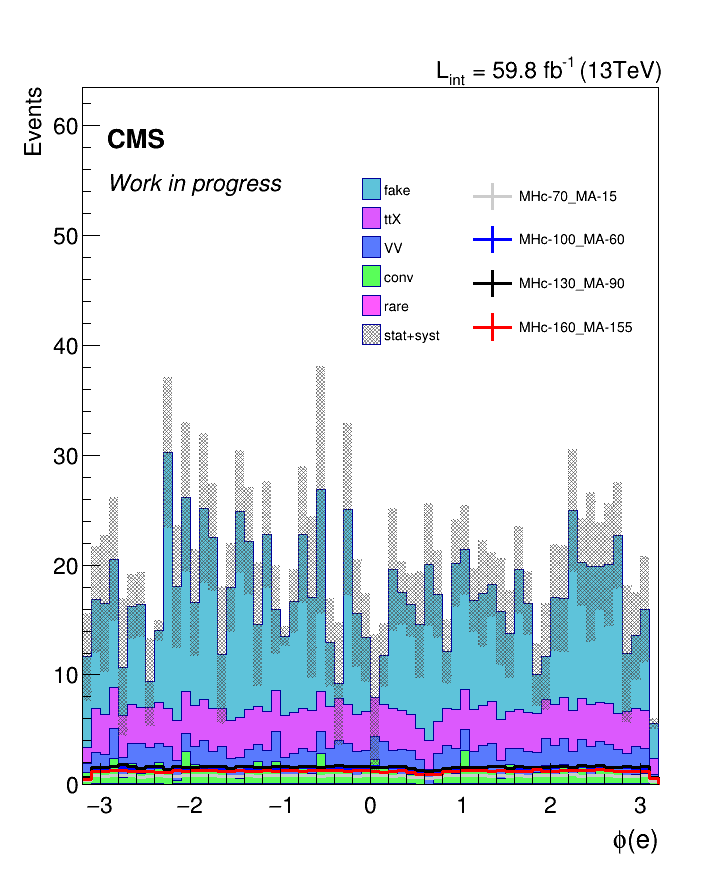 L_int = 59.8 fb⁻¹ (13TeV)
Events
60
50
40
30
20
10
0
CMS
Work in progress
fake
ttX
VV
conv
rare
stat+syst
MHc-70_MA-15
MHc-100_MA-60
MHc-130_MA-90
MHc-160_MA-155
−3 −2 −1 0 1 2 3
ϕ(e)